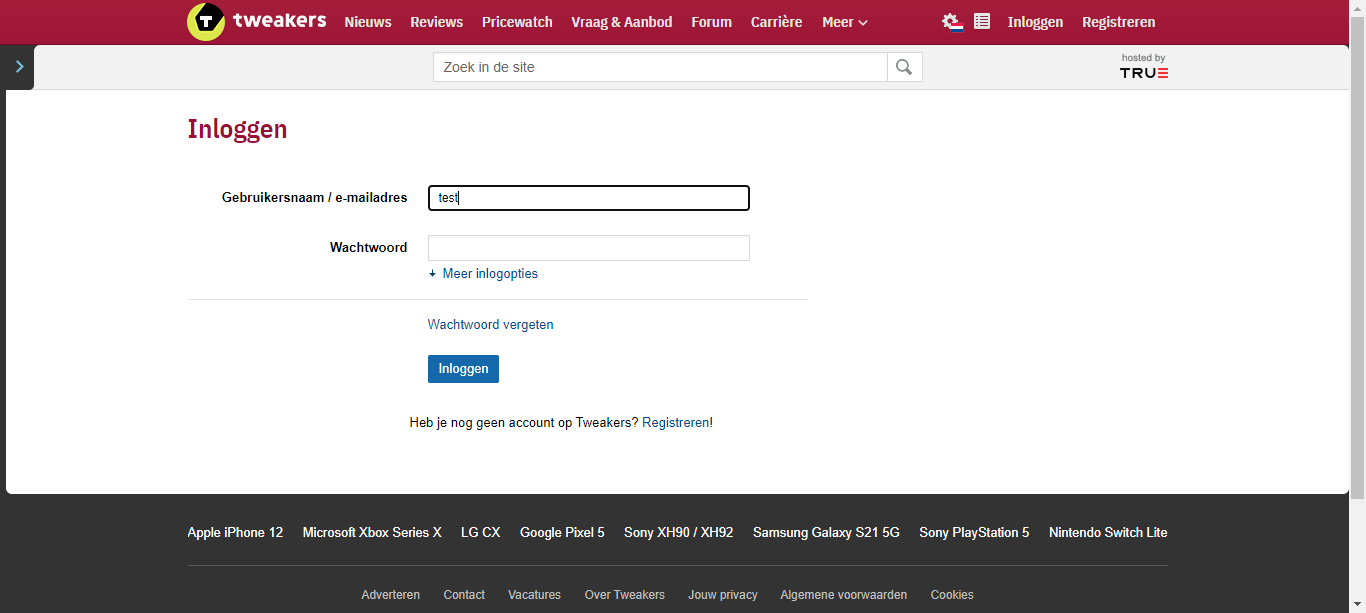 T tweakers Nieuws Reviews Pricewatch Vraag & Aanbod Forum Carrière Meer Inloggen Registreren
Zoek in de site
hosted by
TRUE
Inloggen
Gebruikersnaam / e-mailadres test
Wachtwoord
Meer inlogopties
Wachtwoord vergeten
Inloggen
Heb je nog geen account op Tweakers? Registreren!
Apple iPhone 12 Microsoft Xbox Series X LG CX Google Pixel 5 Sony XH90 / XH92 Samsung Galaxy S21 5G Sony PlayStation 5 Nintendo Switch Lite
Adverteren Contact Vacatures Over Tweakers Jouw privacy Algemene voorwaarden Cookies